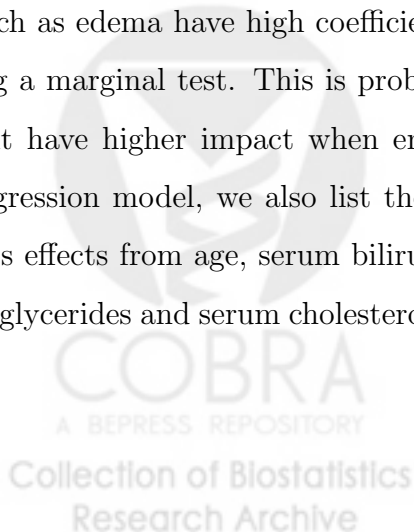 ch as edema have high coefficie
g a marginal test. This is prob
t have higher impact when en
gression model, we also list the
s effects from age, serum biliru
glycerides and serum cholestero
COBRA
A BEPRESS REPOSITORY
Collection of Biostatistics
Research Archive